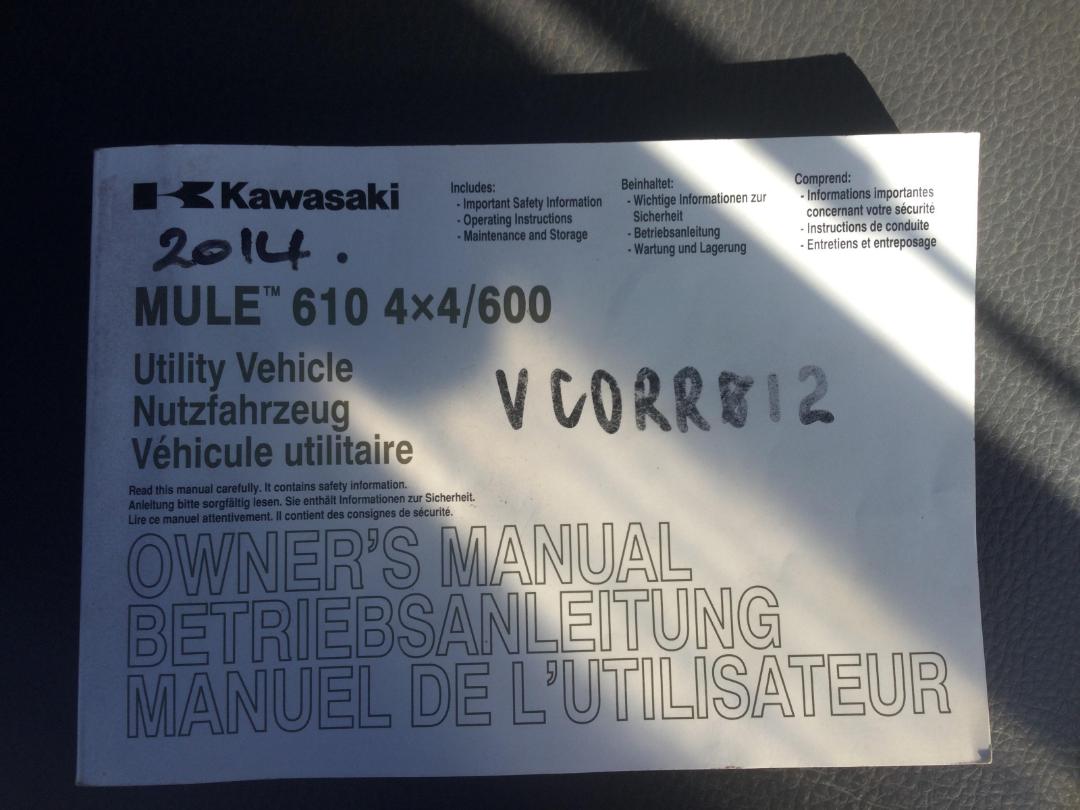 Kawasaki
2014.
MULE™ 610 4×4/600
Utility Vehicle
Nutzfahrzeug
Véhicule utilitaire
Includes:
- Important Safety Information
- Operating Instructions
- Maintenance and Storage
Beinhaltet:
- Wichtige Informationen zur
Sicherheit
- Betriebsanleitung
- Wartung und Lagerung
Comprend:
- Informations importantes
concernant votre sécurité
- Instructions de conduite
- Entretiens et entreposage
Read this manual carefully. It contains safety information.
Anleitung bitte sorgfältig lesen. Sie enthält Informationen zur Sicherheit.
Lire ce manuel attentivement. Il contient des consignes de sécurité.
OWNER'S MANUAL
BETRIEBSANLEITUNG
MANUEL DE L'UTILISATEUR